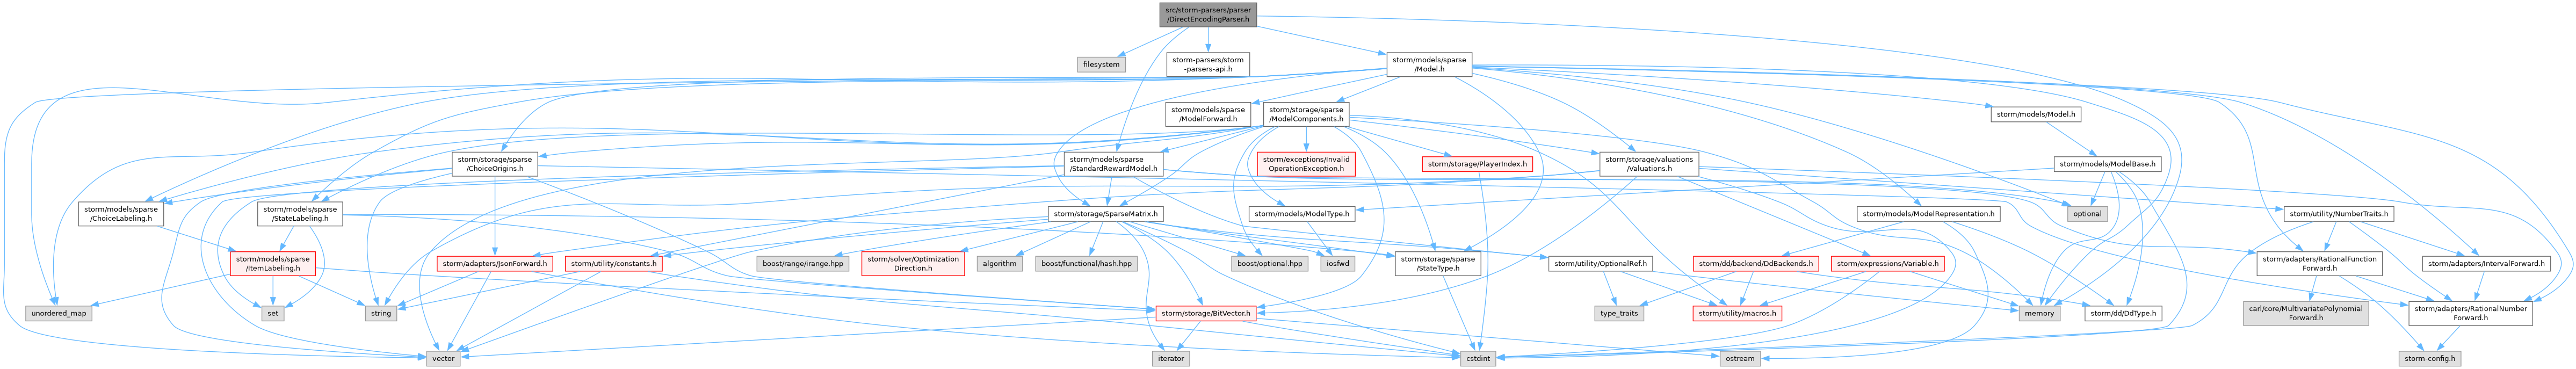 src/storm-parsers/parser
/DirectEncodingParser.h
filesystem
storm-parsers/storm
-parsers-api.h
storm/models/sparse
/Model.h
storm/models/sparse
/ModelForward.h
storm/storage/sparse
/ModelComponents.h
storm/models/Model.h
storm/storage/sparse
/ChoiceOrigins.h
storm/models/sparse
/StandardRewardModel.h
storm/exceptions/Invalid
OperationException.h
storm/storage/PlayerIndex.h
storm/storage/valuations
/Valuations.h
storm/models/ModelBase.h
storm/models/sparse
/ChoiceLabeling.h
storm/models/sparse
/StateLabeling.h
storm/storage/SparseMatrix.h
storm/models/ModelType.h
storm/models/ModelRepresentation.h
optional
storm/utility/NumberTraits.h
storm/models/sparse
/ItemLabeling.h
storm/adapters/JsonForward.h
storm/utility/constants.h
boost/range/irange.hpp
storm/solver/Optimization
Direction.h
algorithm
boost/functional/hash.hpp
boost/optional.hpp
iosfwd
storm/storage/sparse
/StateType.h
storm/utility/OptionalRef.h
storm/dd/backend/DdBackends.h
storm/expressions/Variable.h
storm/adapters/RationalFunction
Forward.h
storm/adapters/IntervalForward.h
unordered_map
set
string
storm/storage/BitVector.h
type_traits
storm/utility/macros.h
memory
storm/dd/DdType.h
carl/core/MultivariatePolynomial
Forward.h
storm/adapters/RationalNumber
Forward.h
vector
iterator
cstdint
ostream
storm-config.h